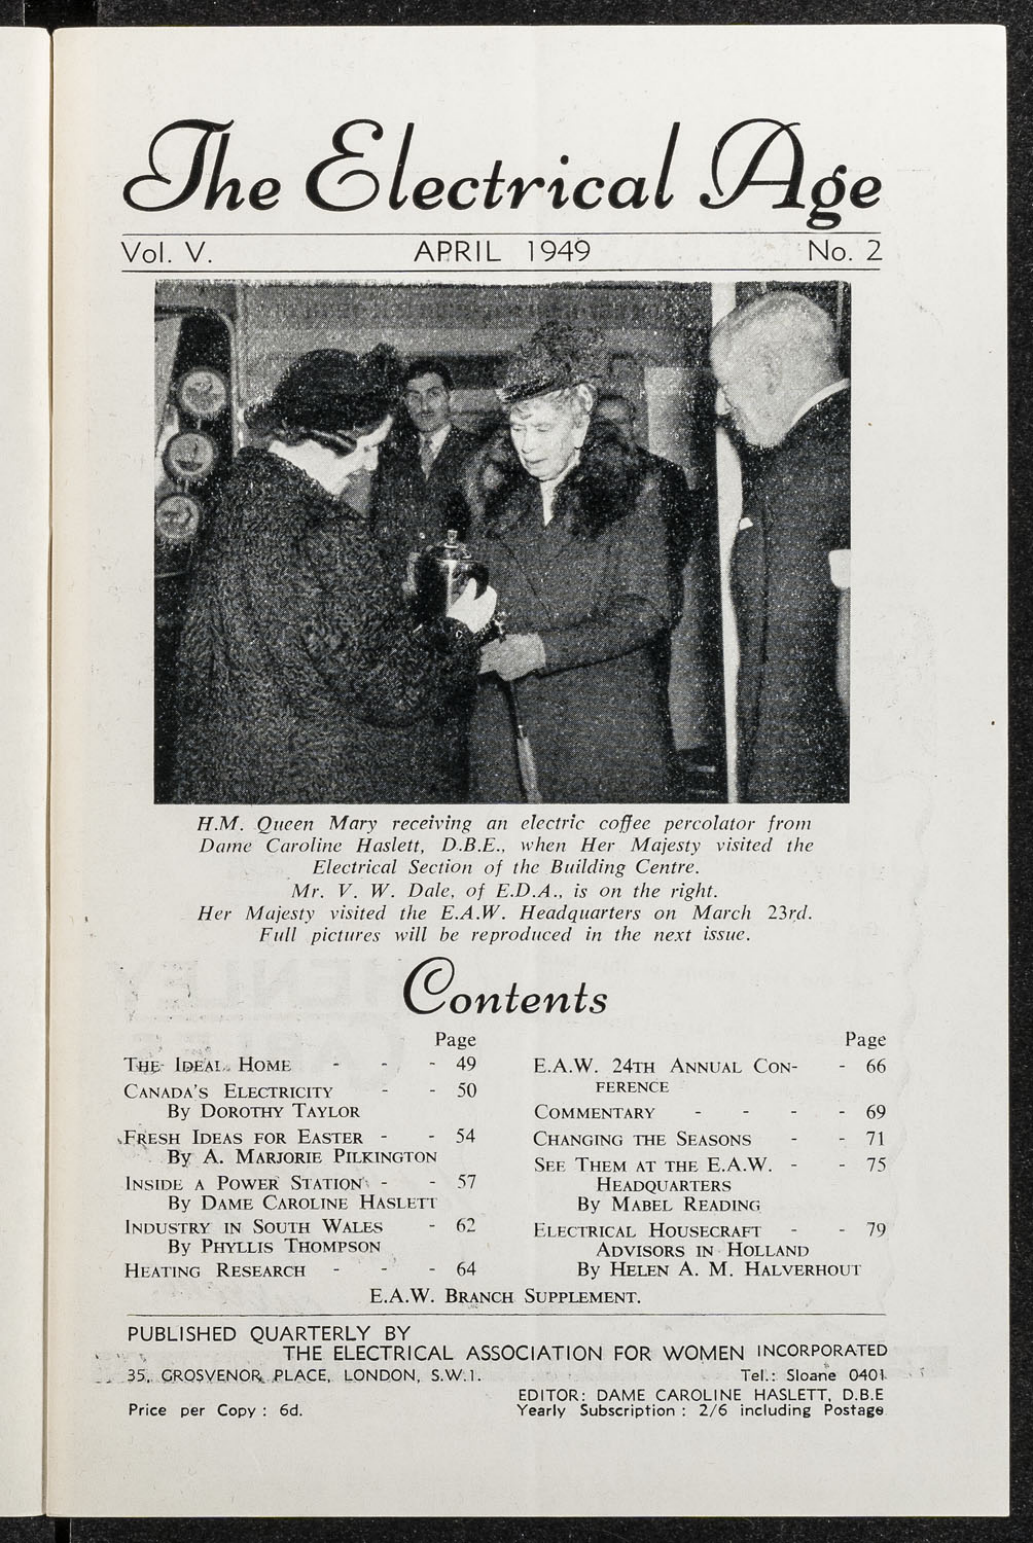 The Electrical Age
Vol. V. APRIL 1949 No. 2
H.M. Queen Mary receiving an electric coffee percolator from
Dame Caroline Haslett, D.B.E., when Her Majesty visited the
Electrical Section of the Building Centre.
Mr. V. W. Dale, of E.D.A., is on the right.
Her Majesty visited the E.A.W. Headquarters on March 23rd.
Full pictures will be reproduced in the next issue.
Contents
Page
THE IDEAL HOME - - - 49
CANADA'S ELECTRICITY - - 50
By DOROTHY TAYLOR
FRESH IDEAS FOR EASTER - - 54
By A. MARJORIE PILKINGTON
INSIDE A POWER STATION - - 57
By DAME CAROLINE HASLETT
INDUSTRY IN SOUTH WALES - 62
By PHYLLIS THOMPSON
HEATING RESEARCH - - - 64
Page
E.A.W. 24TH ANNUAL CON- - 66
FERENCE
COMMENTARY - - - - 69
CHANGING THE SEASONS - - 71
SEE THEM AT THE E.A.W. - - 75
HEADQUARTERS
By MABEL READING
ELECTRICAL HOUSECRAFT - - 79
ADVISORS IN HOLLAND
By HELEN A. M. HALVERHOUT
E.A.W. BRANCH SUPPLEMENT.
PUBLISHED QUARTERLY BY
THE ELECTRICAL ASSOCIATION FOR WOMEN INCORPORATED
35, GROSVENOR PLACE, LONDON, S.W.1. Tel.: Sloane 0401
EDITOR: DAME CAROLINE HASLETT, D.B.E
Price per Copy : 6d. Yearly Subscription : 2/6 including Postage